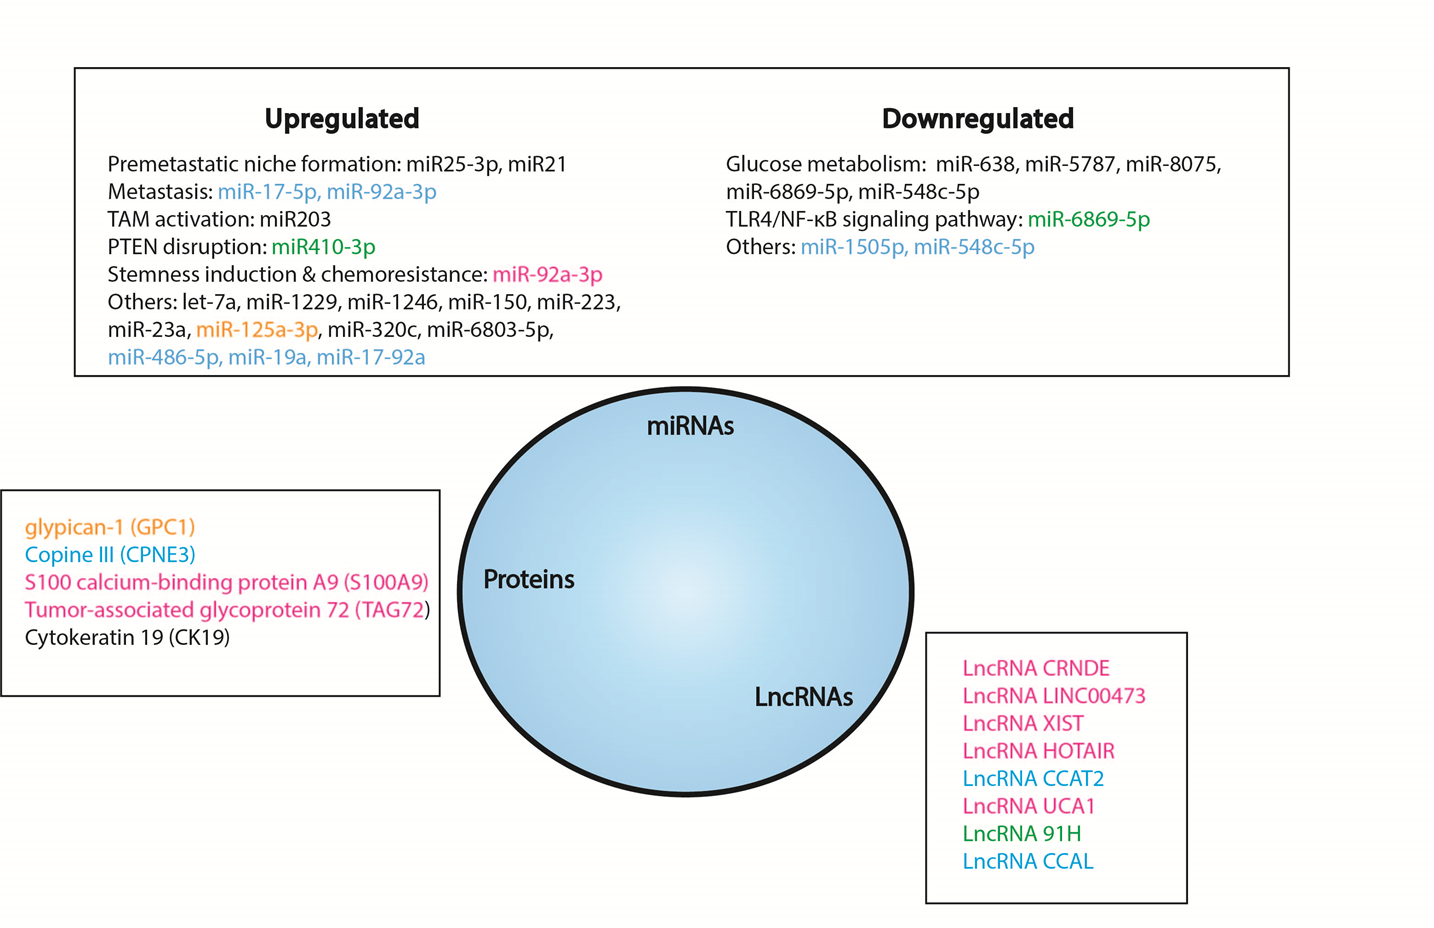 Upregulated
Premetastatic niche formation: miR25-3p, miR21
Metastasis: miR-17-5p, miR-92a-3p
TAM activation: miR203
PTEN disruption: miR410-3p
Stemness induction & chemoresistance: miR-92a-3p
Others: let-7a, miR-1229, miR-1246, miR-150, miR-223,
miR-23a, miR-125a-3p, miR-320c, miR-6803-5p,
miR-486-5p, miR-19a, miR-17-92a
Downregulated
Glucose metabolism:  miR-638, miR-5787, miR-8075,
miR-6869-5p, miR-548c-5p
TLR4/NF-κB signaling pathway: miR-6869-5p
Others: miR-1505p, miR-548c-5p
miRNAs
Proteins
LncRNAs
glypican-1 (GPC1)
Copine III (CPNE3)
S100 calcium-binding protein A9 (S100A9)
Tumor-associated glycoprotein 72 (TAG72)
Cytokeratin 19 (CK19)
LncRNA CRNDE
LncRNA LINC00473
LncRNA XIST
LncRNA HOTAIR
LncRNA CCAT2
LncRNA UCA1
LncRNA 91H
LncRNA CCAL